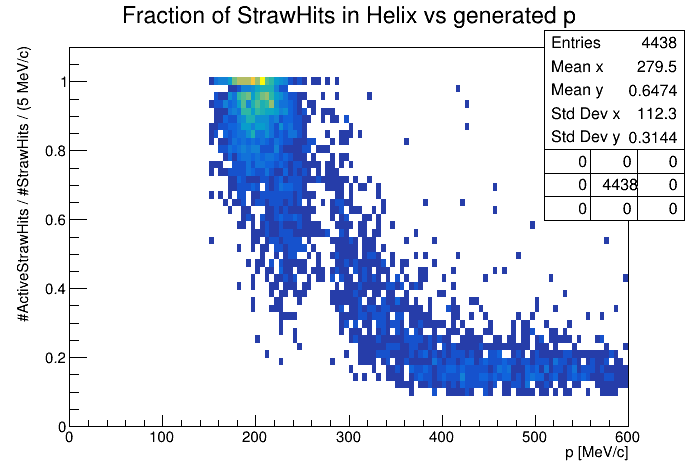 Fraction of StrawHits in Helix vs generated p
Entries 4438
Mean x 279.5
Mean y 0.6474
Std Dev x 112.3
Std Dev y 0.3144
0 0 0
0 4438 0
0 0 0
#ActiveStrawHits / #StrawHits / (5 MeV/c)
1
0.8
0.6
0.4
0.2
0
0 100 200 300 400 500 600
p [MeV/c]